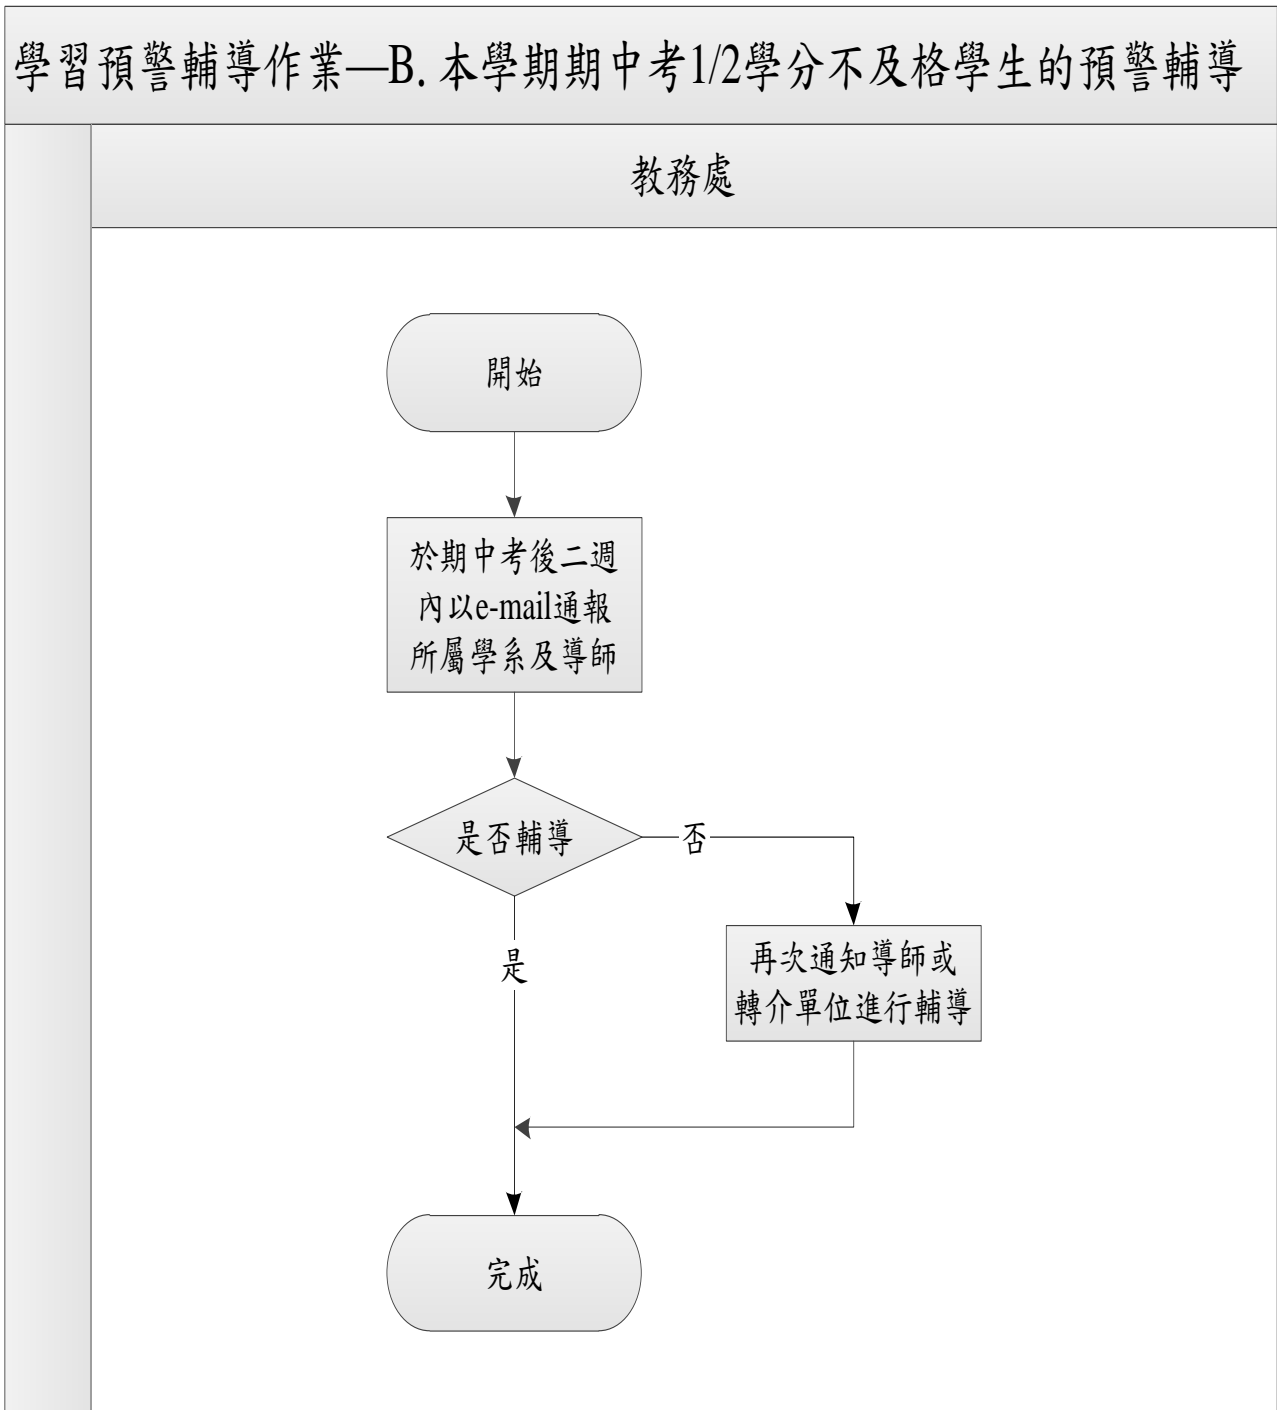 學習預警輔導作業—B.本學期期中考1/2學分不及格學生的預警輔導
教務處
開始
於期中考後二週
內以e-mail通報
所屬學系及導師
是否輔導
否
是
再次通知導師或
轉介單位進行輔導
完成